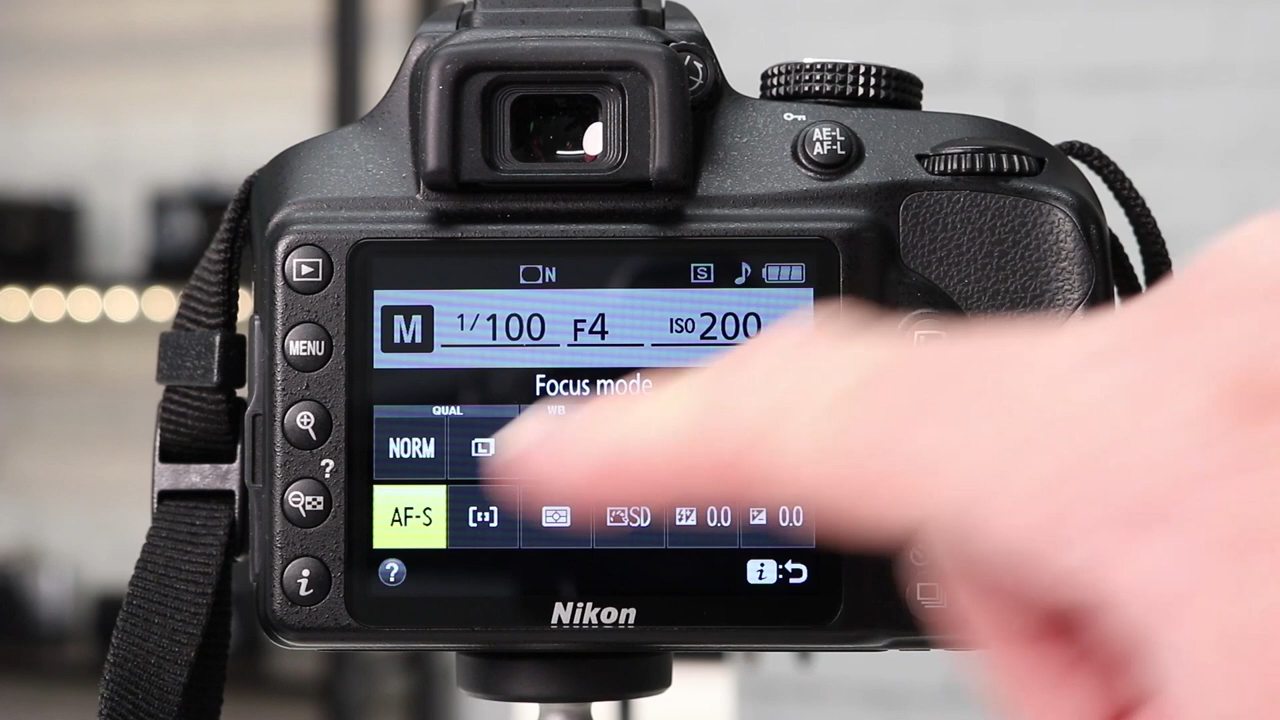 AE-L
AF-L
N
S
MENU
M 1/100 F4 ISO 200
Focus mode
QUAL WB
NORM L
?
AF-S SD 0.0 0.0
? i
i
Nikon